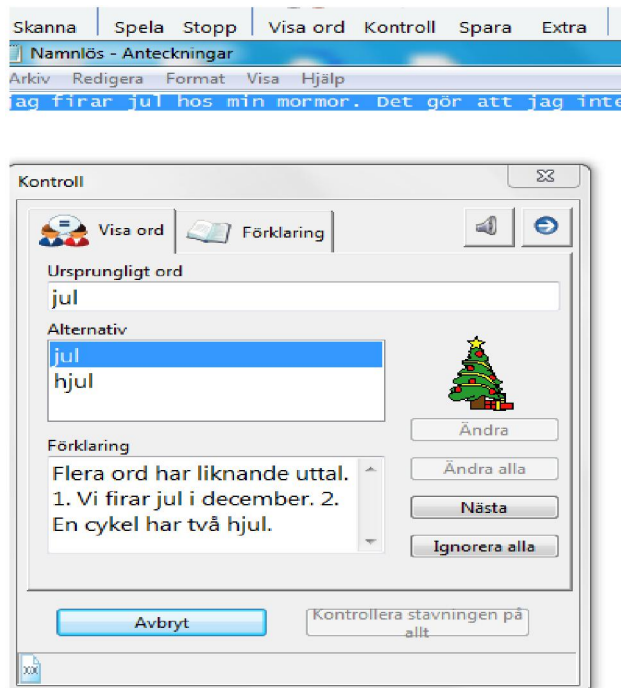 Skanna Spela Stopp Visa ord Kontroll Spara Extra
Namnlös - Anteckningar
Arkiv Redigera Format Visa Hjälp
jag firar jul hos min mormor. Det gör att jag inte
Kontroll
Visa ord Förklaring
Ursprungligt ord
jul
Alternativ
jul
hjul
Ändra
Förklaring
Ändra alla
Flera ord har liknande uttal.
1. Vi firar jul i december. 2.
En cykel har två hjul.
Nästa
Ignorera alla
Avbryt
Kontrollera stavningen på
allt